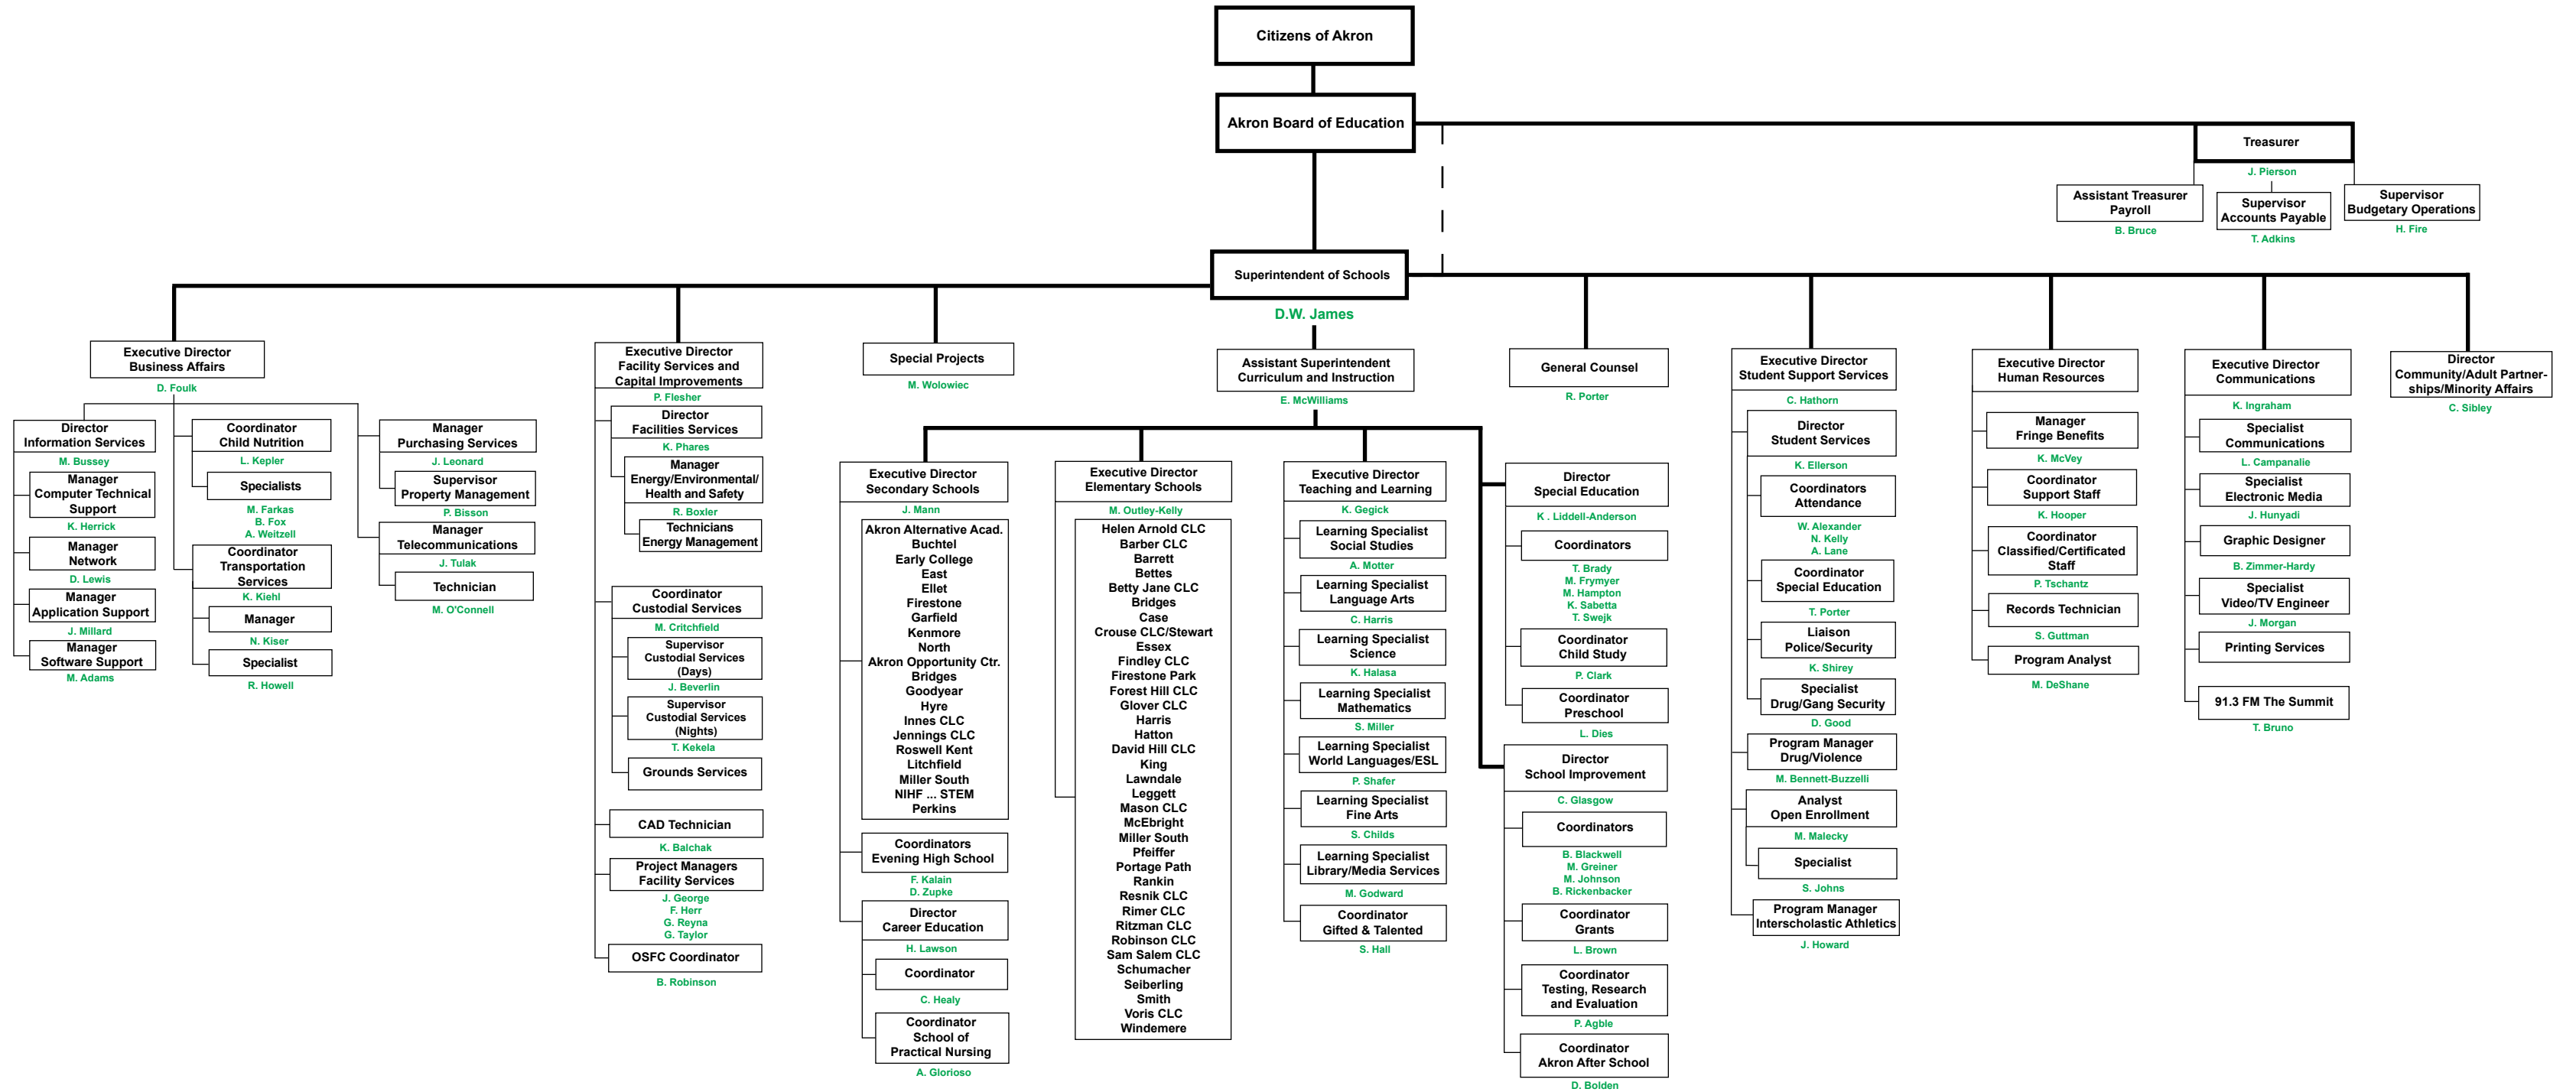 Citizens of Akron
Akron Board of Education
Treasurer
J. Pierson
Assistant Treasurer
Payroll
B. Bruce
Supervisor
Accounts Payable
T. Adkins
Supervisor
Budgetary Operations
H. Fire
Superintendent of Schools
D.W. James
Executive Director
Business Affairs
D. Foulk
Director
Information Services
M. Bussey
Manager
Computer Technical
Support
K. Herrick
Manager
Network
D. Lewis
Manager
Application Support
J. Millard
Manager
Software Support
M. Adams
Coordinator
Child Nutrition
L. Kepler
Specialists
M. Farkas
B. Fox
A. Weitzell
Coordinator
Transportation
Services
K. Kiehl
Manager
N. Kiser
Specialist
R. Howell
Manager
Purchasing Services
J. Leonard
Supervisor
Property Management
P. Bisson
Manager
Telecommunications
J. Tulak
Technician
M. O'Connell
Executive Director
Facility Services and
Capital Improvements
P. Flesher
Director
Facilities Services
K. Phares
Manager
Energy/Environmental/
Health and Safety
R. Boxler
Technicians
Energy Management
Coordinator
Custodial Services
M. Critchfield
Supervisor
Custodial Services
(Days)
J. Beverlin
Supervisor
Custodial Services
(Nights)
T. Kekela
Grounds Services
CAD Technician
K. Balchak
Project Managers
Facility Services
J. George
F. Herr
G. Reyna
G. Taylor
OSFC Coordinator
B. Robinson
Special Projects
M. Wolowiec
Assistant Superintendent
Curriculum and Instruction
E. McWilliams
Executive Director
Secondary Schools
J. Mann
Akron Alternative Acad.
Buchtel
Early College
East
Ellet
Firestone
Garfield
Kenmore
North
Akron Opportunity Ctr.
Bridges
Goodyear
Hyre
Innes CLC
Jennings CLC
Roswell Kent
Litchfield
Miller South
NIHF ... STEM
Perkins
Coordinators
Evening High School
F. Kalain
D. Zupke
Director
Career Education
H. Lawson
Coordinator
C. Healy
Coordinator
School of
Practical Nursing
A. Glorioso
Executive Director
Elementary Schools
M. Outley-Kelly
Helen Arnold CLC
Barber CLC
Barrett
Bettes
Betty Jane CLC
Bridges
Case
Crouse CLC/Stewart
Essex
Findley CLC
Firestone Park
Forest Hill CLC
Glover CLC
Harris
Hatton
David Hill CLC
King
Lawndale
Leggett
Mason CLC
McEbright
Miller South
Pfeiffer
Portage Path
Rankin
Resnik CLC
Rimer CLC
Ritzman CLC
Robinson CLC
Sam Salem CLC
Schumacher
Seiberling
Smith
Voris CLC
Windemere
Executive Director
Teaching and Learning
K. Gegick
Learning Specialist
Social Studies
A. Motter
Learning Specialist
Language Arts
C. Harris
Learning Specialist
Science
K. Halasa
Learning Specialist
Mathematics
S. Miller
Learning Specialist
World Languages/ESL
P. Shafer
Learning Specialist
Fine Arts
S. Childs
Learning Specialist
Library/Media Services
M. Godward
Coordinator
Gifted & Talented
S. Hall
Director
Special Education
K . Liddell-Anderson
Coordinators
T. Brady
M. Frymyer
M. Hampton
K. Sabetta
T. Swejk
Coordinator
Child Study
P. Clark
Coordinator
Preschool
L. Dies
Director
School Improvement
C. Glasgow
Coordinators
B. Blackwell
M. Greiner
M. Johnson
B. Rickenbacker
Coordinator
Grants
L. Brown
Coordinator
Testing, Research
and Evaluation
P. Agble
Coordinator
Akron After School
D. Bolden
General Counsel
R. Porter
Executive Director
Student Support Services
C. Hathorn
Director
Student Services
K. Ellerson
Coordinators
Attendance
W. Alexander
N. Kelly
A. Lane
Coordinator
Special Education
T. Porter
Liaison
Police/Security
K. Shirey
Specialist
Drug/Gang Security
D. Good
Program Manager
Drug/Violence
M. Bennett-Buzzelli
Analyst
Open Enrollment
M. Malecky
Specialist
S. Johns
Program Manager
Interscholastic Athletics
J. Howard
Executive Director
Human Resources
Manager
Fringe Benefits
K. McVey
Coordinator
Support Staff
K. Hooper
Coordinator
Classified/Certificated
Staff
P. Tschantz
Records Technician
S. Guttman
Program Analyst
M. DeShane
Executive Director
Communications
K. Ingraham
Specialist
Communications
L. Campanalie
Specialist
Electronic Media
J. Hunyadi
Graphic Designer
B. Zimmer-Hardy
Specialist
Video/TV Engineer
J. Morgan
Printing Services
91.3 FM The Summit
T. Bruno
Director
Community/Adult Partner-
ships/Minority Affairs
C. Sibley